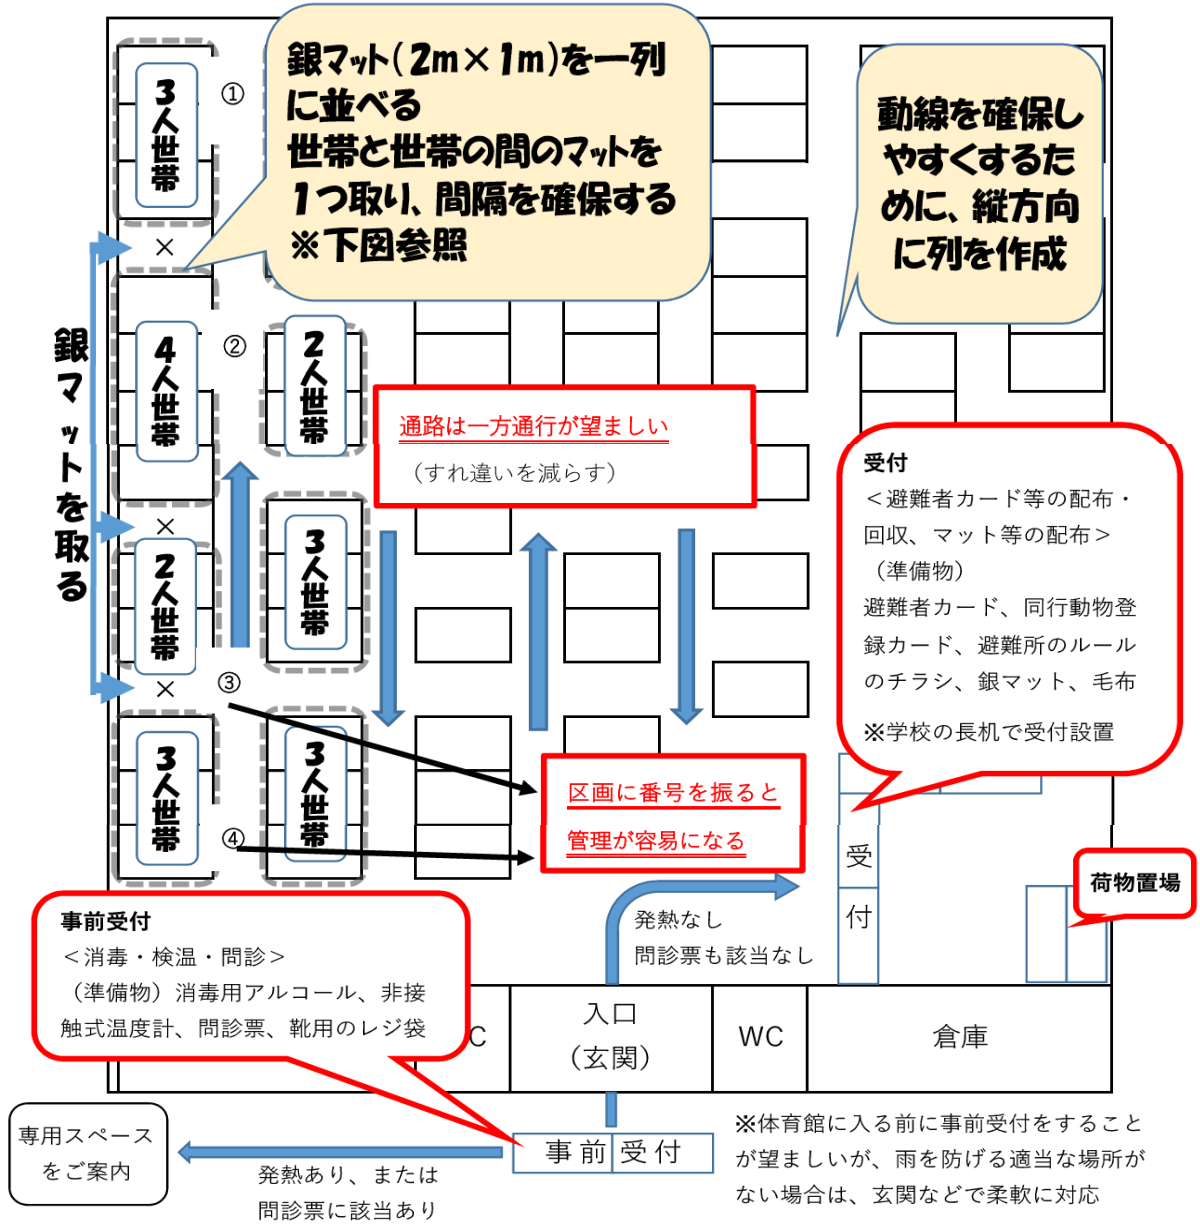 銀マット(2m×1m)を一列
に並べる
世帯と世帯の間のマットを
1つ取り、間隔を確保する
※下図参照
動線を確保し
やすくするた
めに、縦方向
に列を作成
3人世帯
①
×
4人世帯
②
2人世帯
銀マットを取る
通路は一方通行が望ましい
（すれ違いを減らす）
×
2人世帯
3人世帯
×
③
3人世帯
④
3人世帯
区画に番号を振ると
管理が容易になる
受付
＜避難者カード等の配布・
回収、マット等の配布＞
（準備物）
避難者カード、同行動物登
録カード、避難所のルール
のチラシ、銀マット、毛布
※学校の長机で受付設置
受付
荷物置場
発熱なし
問診票も該当なし
事前受付
＜消毒・検温・問診＞
（準備物）消毒用アルコール、非接
触式温度計、問診票、靴用のレジ袋
C
入口
（玄関）
WC
倉庫
専用スペース
をご案内
発熱あり、または
問診票に該当あり
事前受付
※体育館に入る前に事前受付をすること
が望ましいが、雨を防げる適当な場所が
ない場合は、玄関などで柔軟に対応